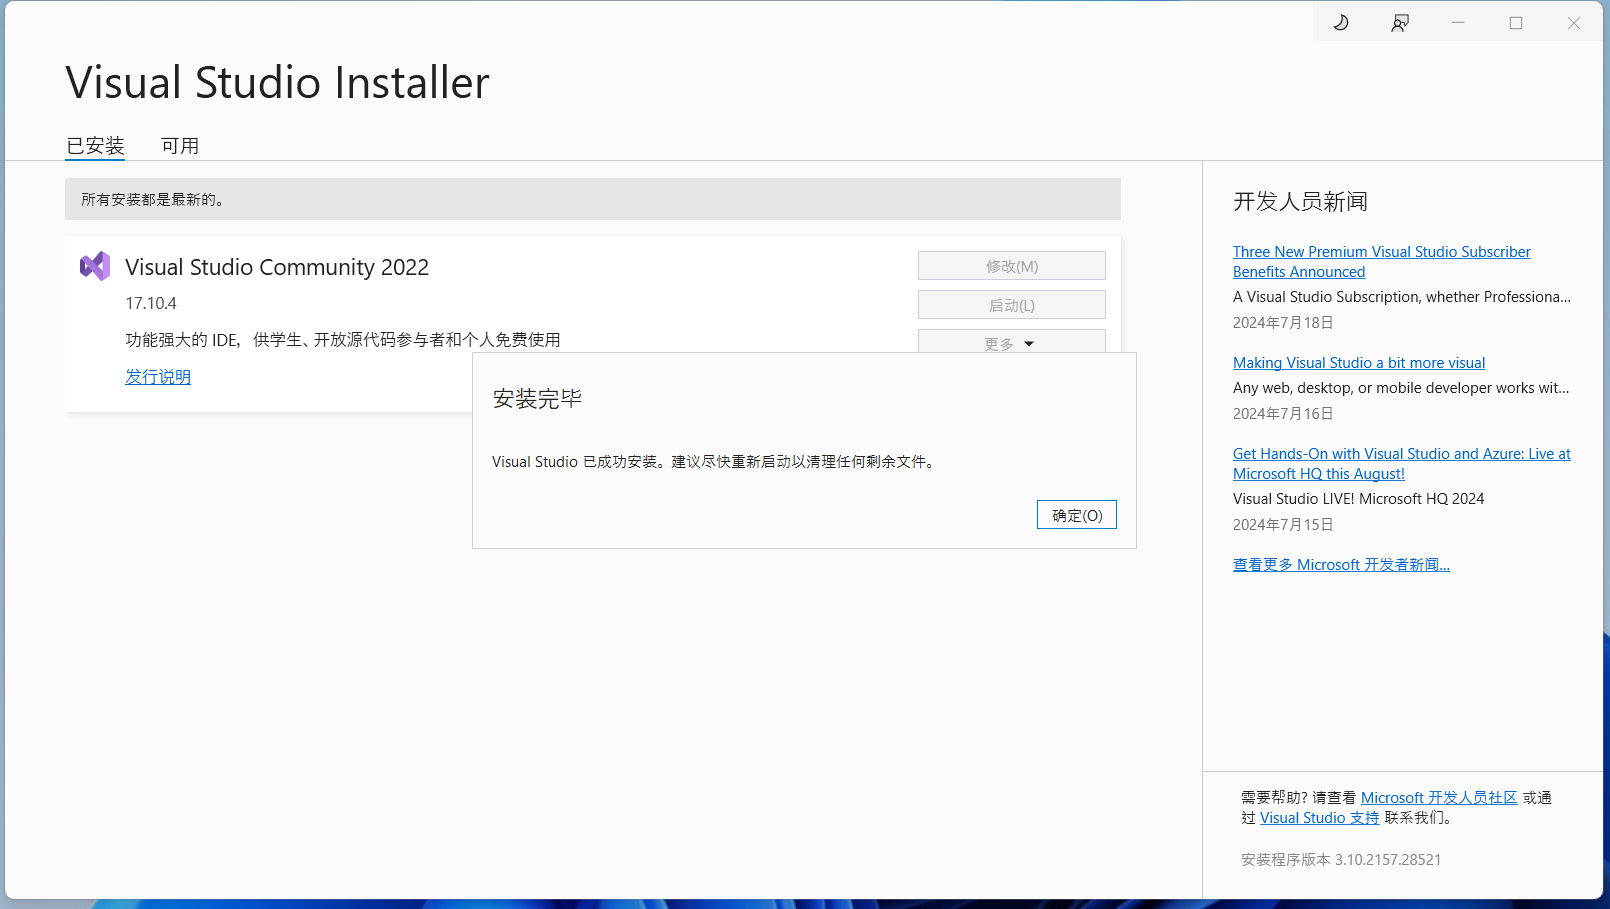 Visual Studio Installer
已安装
可用
所有安装都是最新的。
Visual Studio Community 2022
17.10.4
功能强大的 IDE，供学生、开放源代码参与者和个人免费使用
发行说明
修改(M)
启动(L)
更多
安装完毕
Visual Studio 已成功安装。建议尽快重新启动以清理任何剩余文件。
确定(O)
开发人员新闻
Three New Premium Visual Studio Subscriber
Benefits Announced
A Visual Studio Subscription, whether Professiona...
2024年7月18日
Making Visual Studio a bit more visual
Any web, desktop, or mobile developer works wit...
2024年7月16日
Get Hands-On with Visual Studio and Azure: Live at
Microsoft HQ this August!
Visual Studio LIVE! Microsoft HQ 2024
2024年7月15日
查看更多 Microsoft 开发者新闻...
需要帮助? 请查看 Microsoft 开发人员社区 或通
过 Visual Studio 支持 联系我们。
安装程序版本 3.10.2157.28521